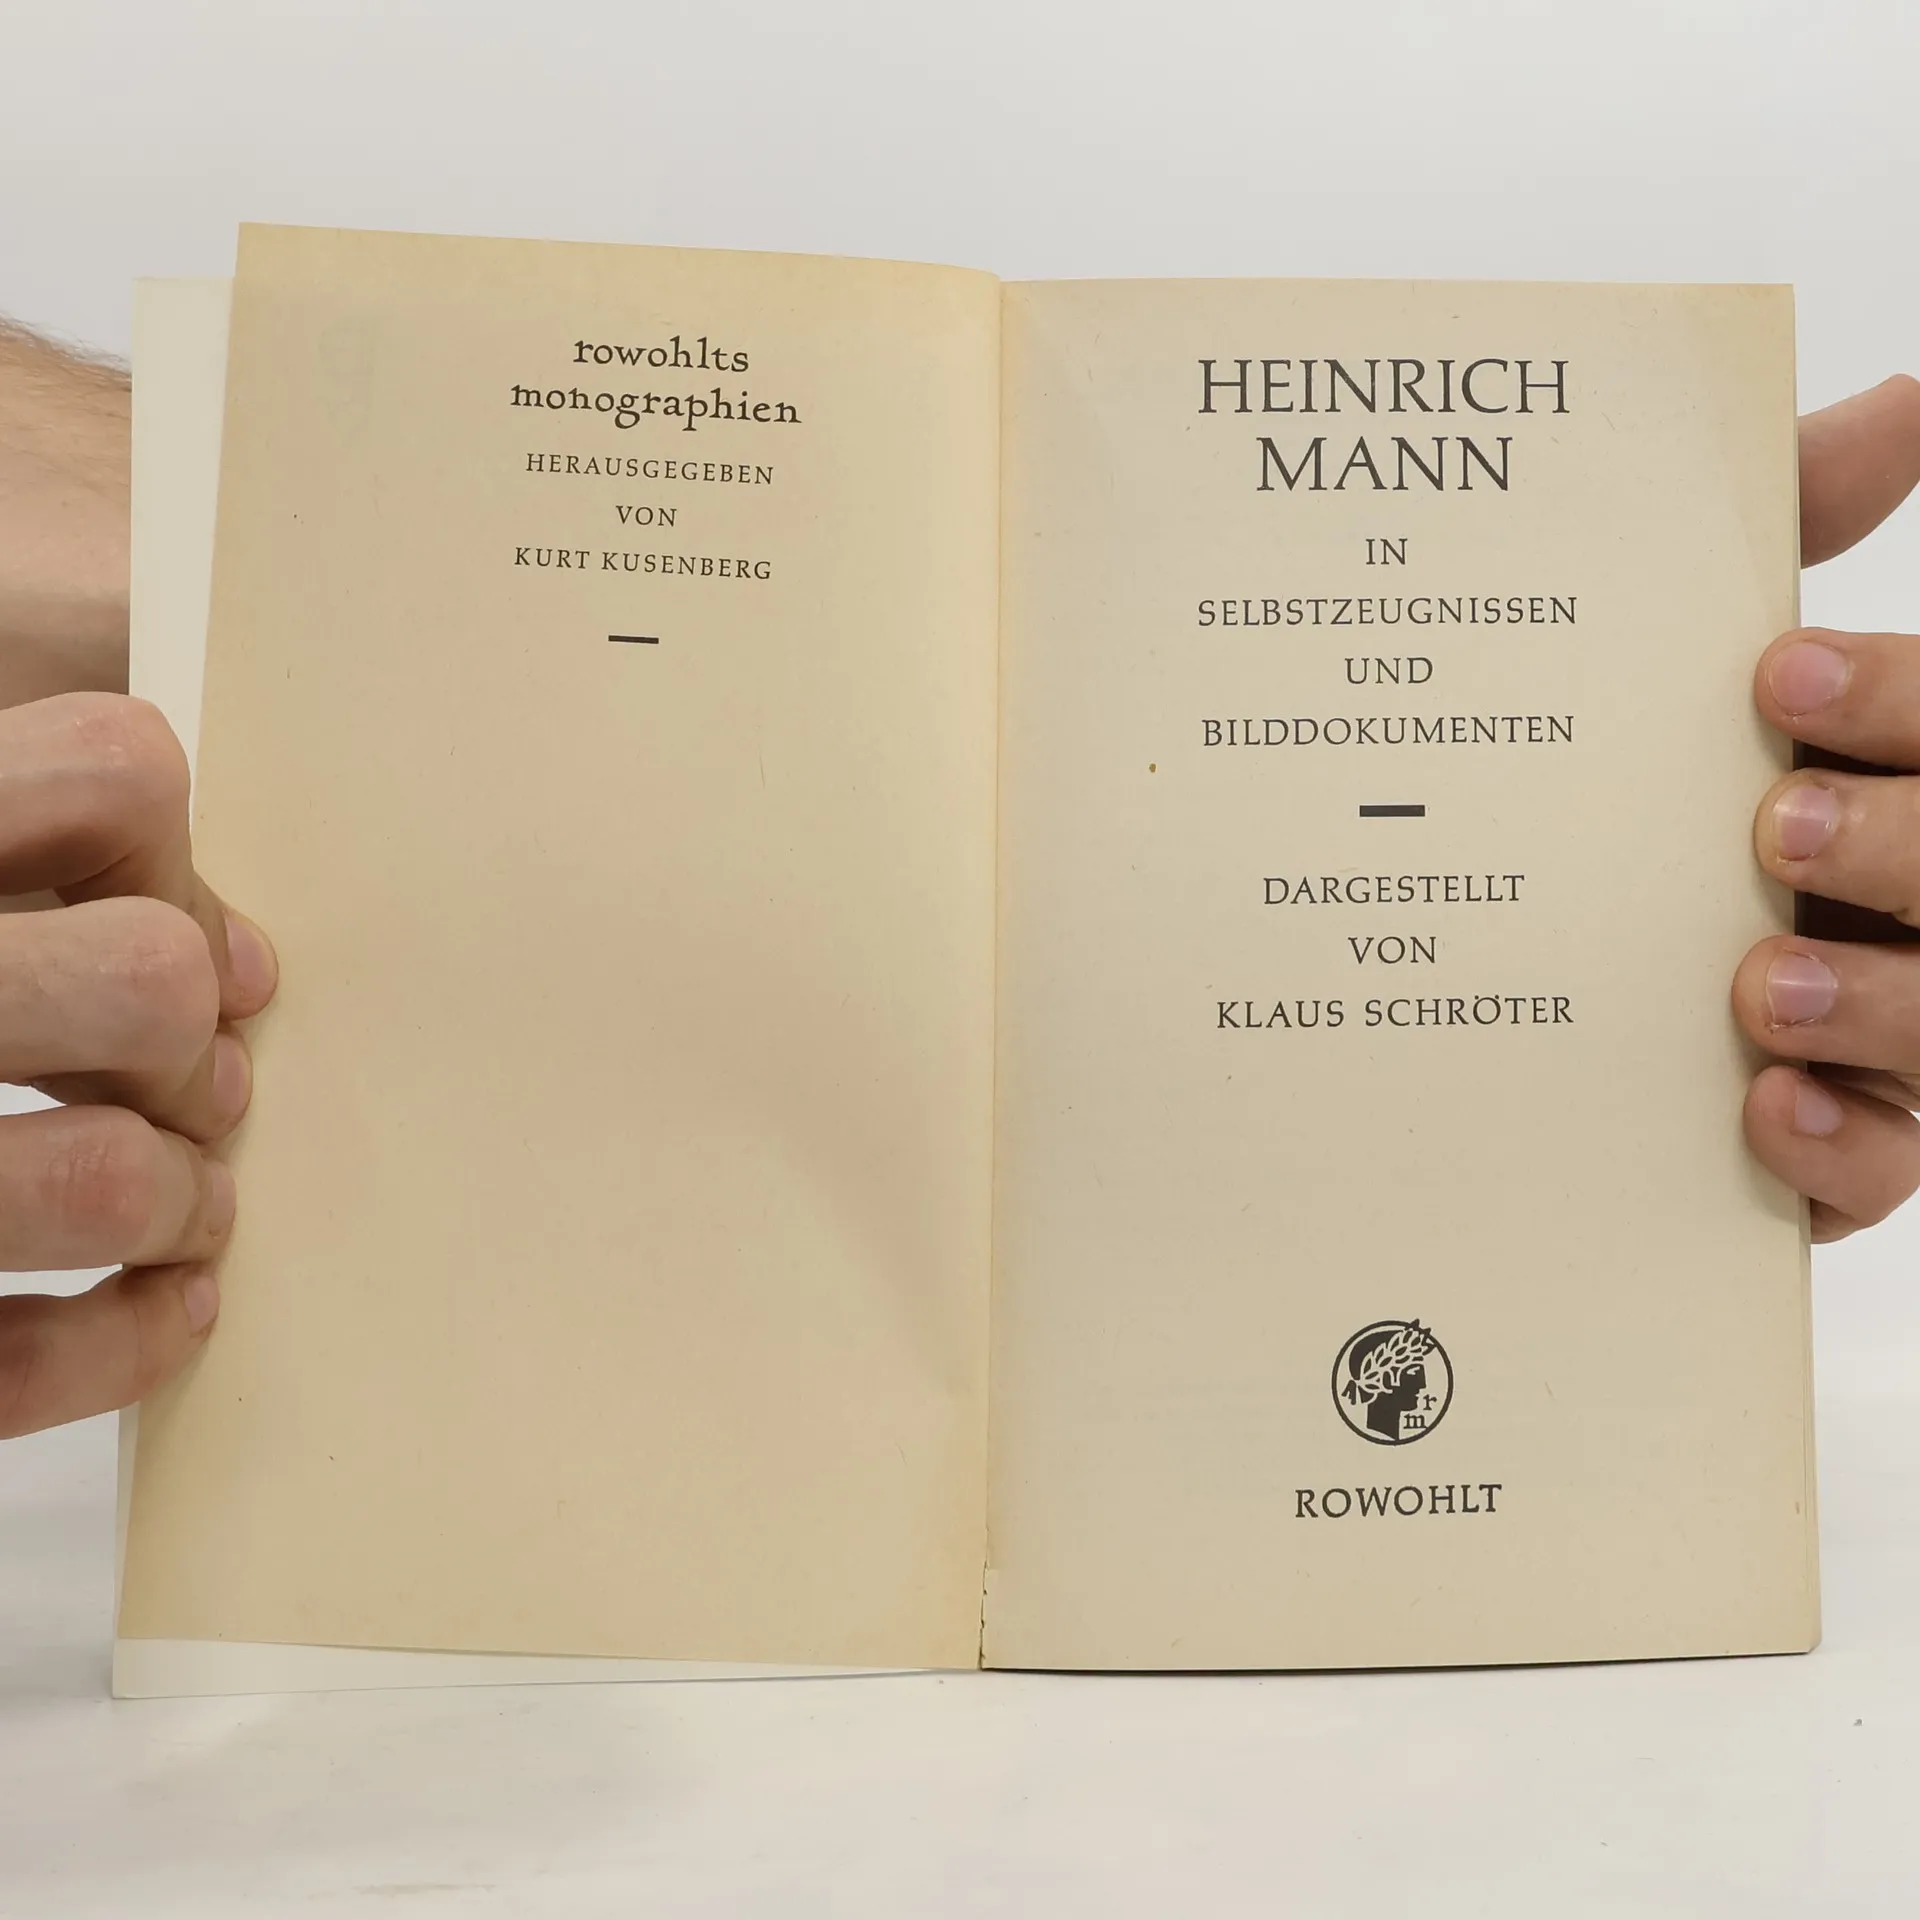 rowohlts
monographien
HERAUSGEGEBEN
VON
KURT KUSENBERG
HEINRICH
MANN
IN
SELBSTZEUGNISSEN
UND
BILDDOKUMENTEN
DARGESTELLT
VON
KLAUS SCHRÖTER
r
m
ROWOHLT